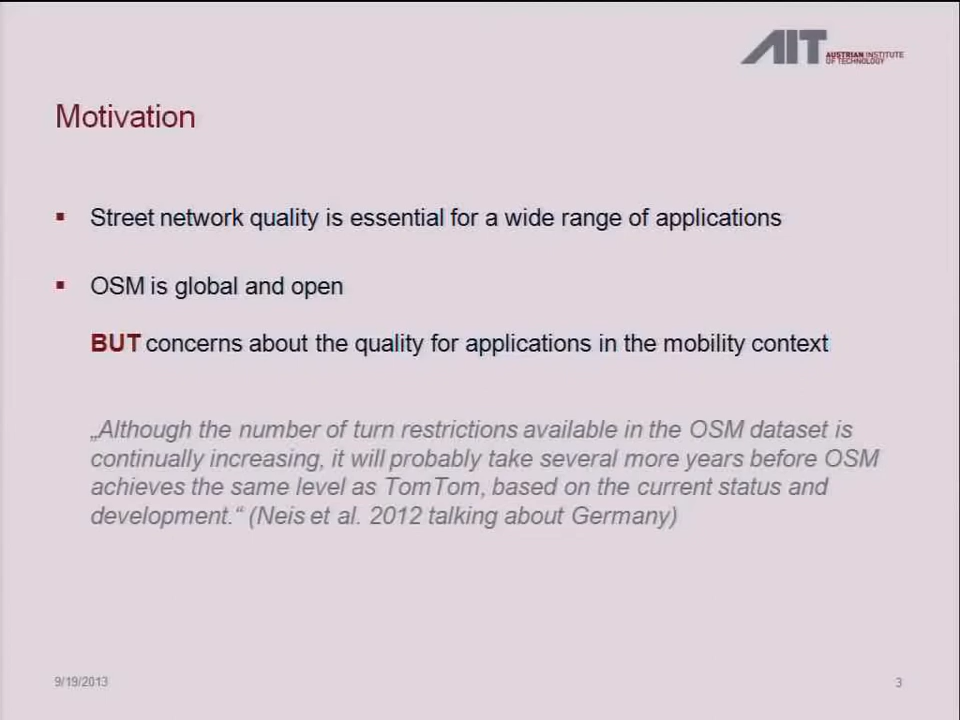 AIT AUSTRIAN INSTITUTE
OF TECHNOLOGY
Motivation
▪ Street network quality is essential for a wide range of applications
▪ OSM is global and open
BUT concerns about the quality for applications in the mobility context
„Although the number of turn restrictions available in the OSM dataset is
continually increasing, it will probably take several more years before OSM
achieves the same level as TomTom, based on the current status and
development.“ (Neis et al. 2012 talking about Germany)
9/19/2013
3